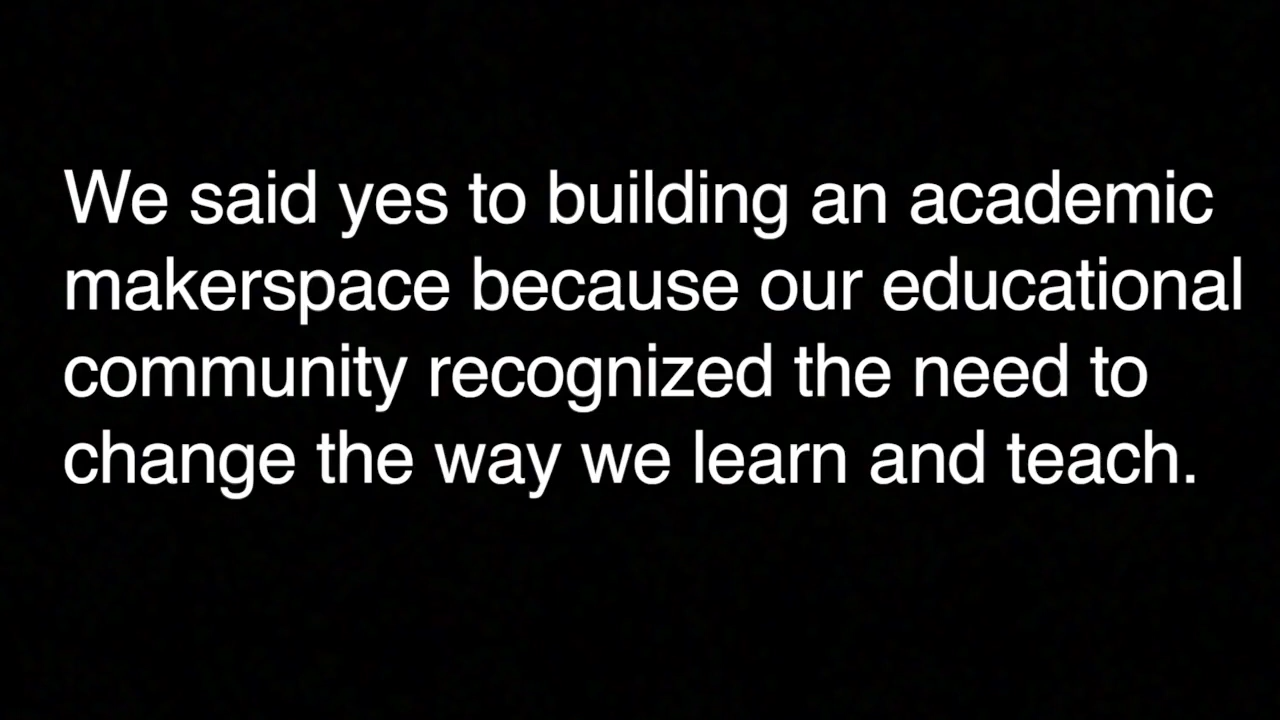 We said yes to building an academic
makerspace because our educational
community recognized the need to
change the way we learn and teach.